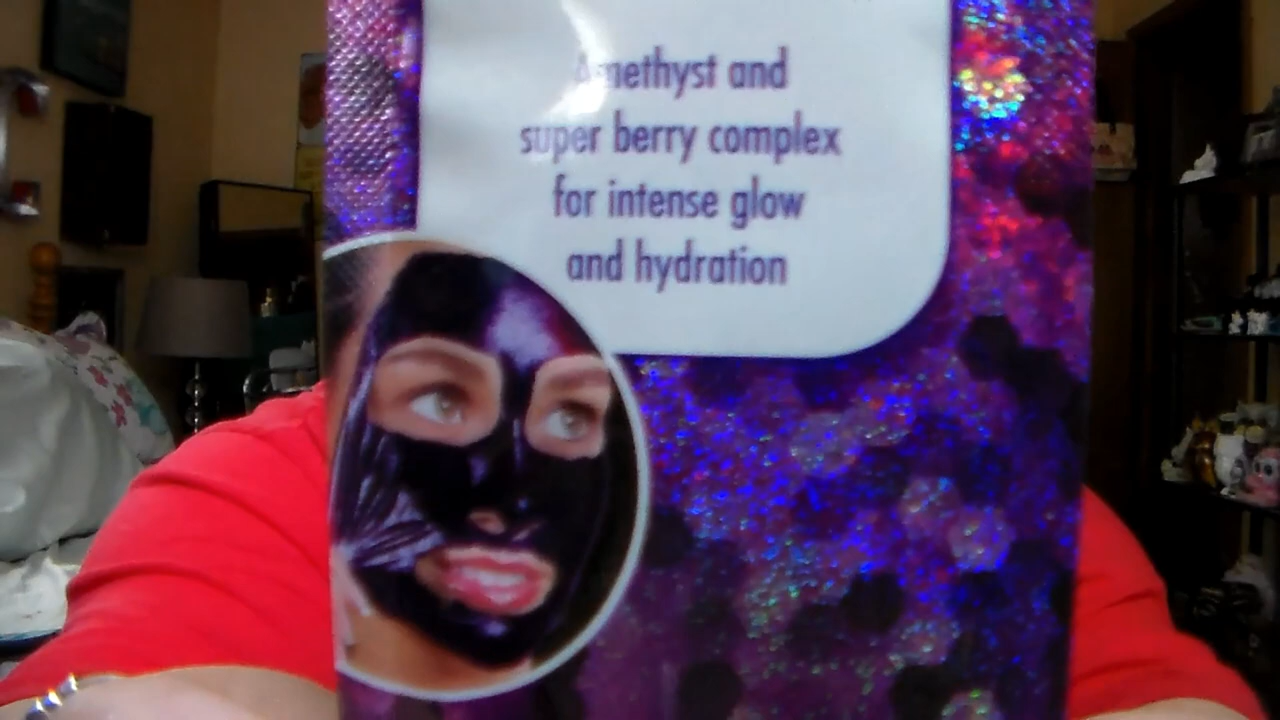 Amethyst and
super berry complex
for intense glow
and hydration